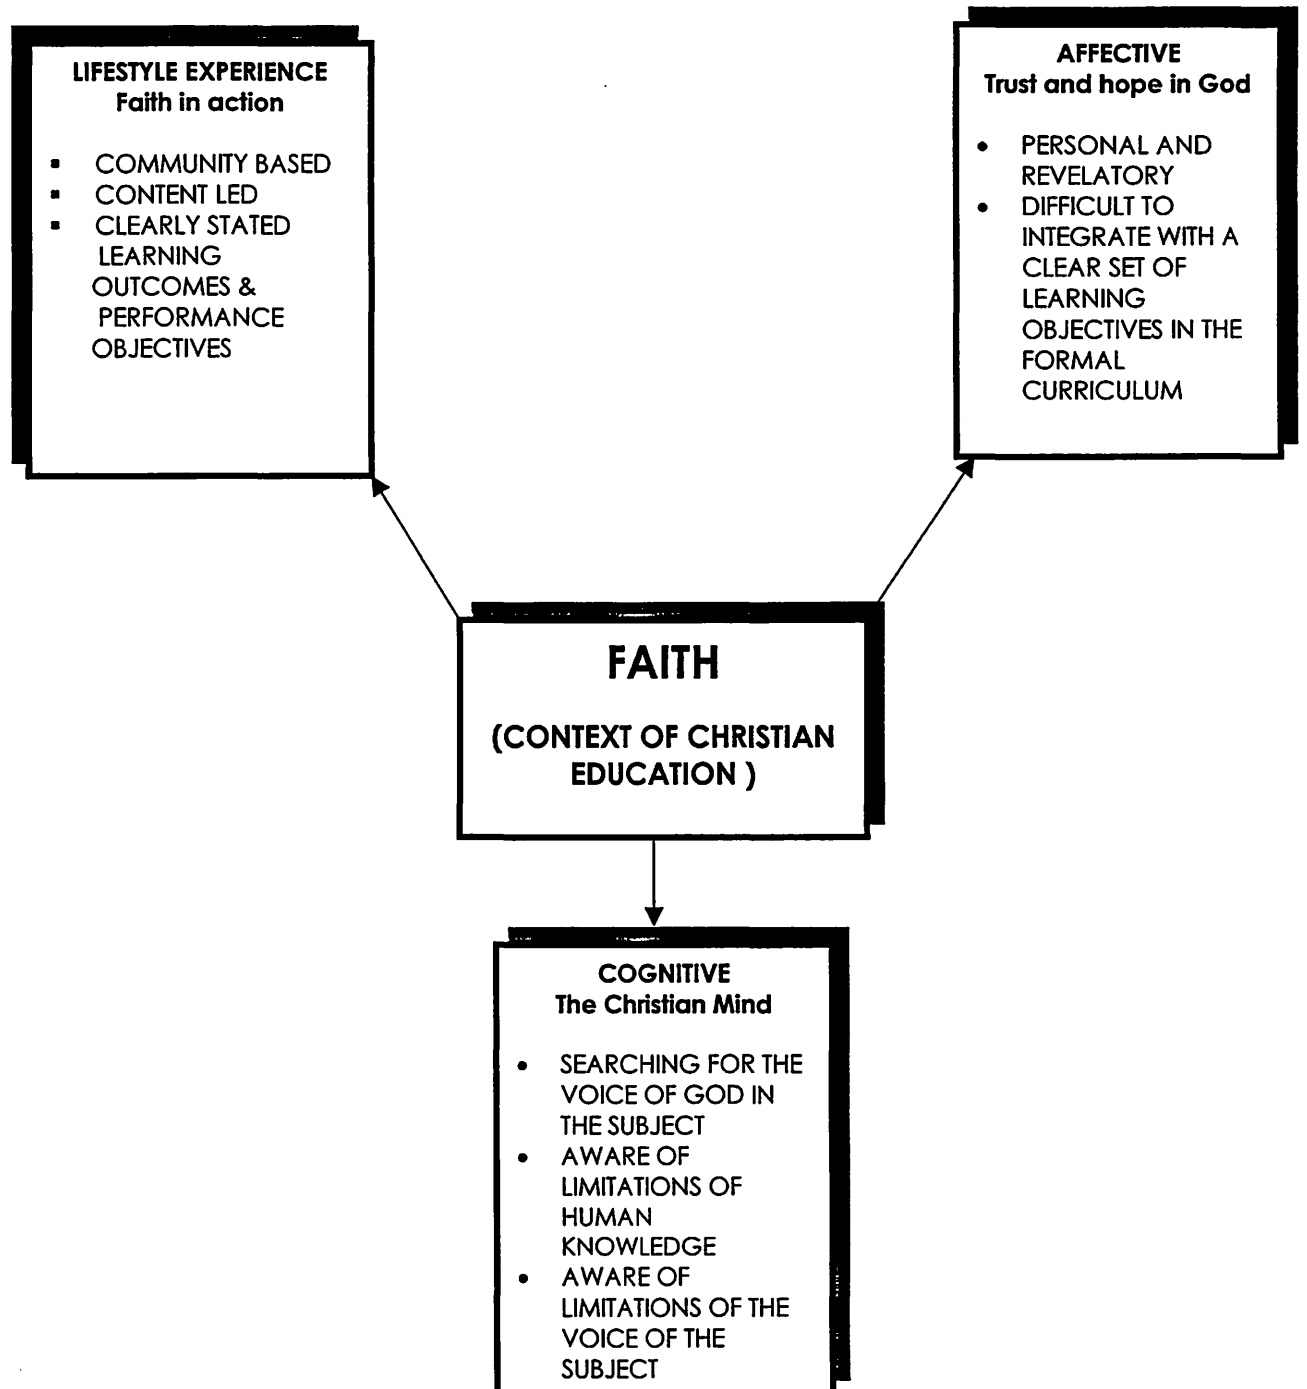 LIFESTYLE EXPERIENCE
Faith in action
▪ COMMUNITY BASED
▪ CONTENT LED
▪ CLEARLY STATED
LEARNING
OUTCOMES &
PERFORMANCE
OBJECTIVES
AFFECTIVE
Trust and hope in God
• PERSONAL AND
REVELATORY
• DIFFICULT TO
INTEGRATE WITH A
CLEAR SET OF
LEARNING
OBJECTIVES IN THE
FORMAL
CURRICULUM
FAITH
(CONTEXT OF CHRISTIAN
EDUCATION )
COGNITIVE
The Christian Mind
• SEARCHING FOR THE
VOICE OF GOD IN
THE SUBJECT
• AWARE OF
LIMITATIONS OF
HUMAN
KNOWLEDGE
• AWARE OF
LIMITATIONS OF THE
VOICE OF THE
SUBJECT